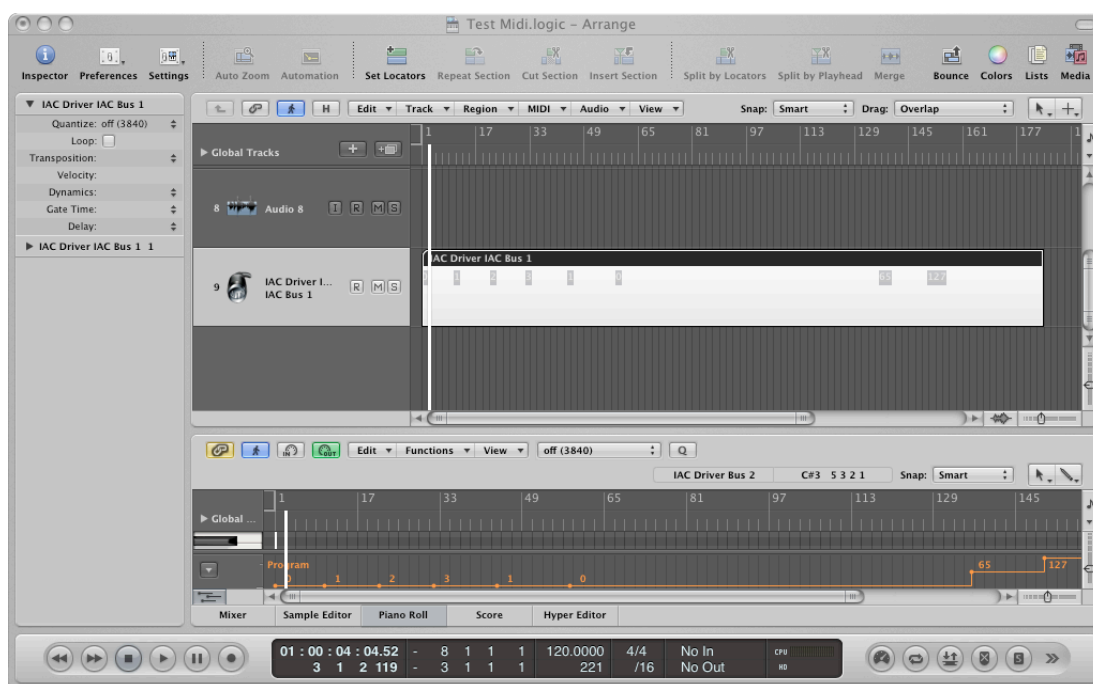 Test Midi.logic – Arrange
Inspector Preferences Settings Auto Zoom Automation Set Locators Repeat Section Cut Section Insert Section Split by Locators Split by Playhead Merge Bounce Colors Lists Media
IAC Driver IAC Bus 1
Quantize: off (3840)
Loop:
Transposition:
Velocity:
Dynamics:
Gate Time:
Delay:
IAC Driver IAC Bus 1 1
H Edit Track Region MIDI Audio View Snap: Smart Drag: Overlap
1 17 33 49 65 81 97 113 129 145 161 177 1
Global Tracks
8 Audio 8 I R M S
IAC Driver IAC Bus 1
1 2 3 1 0 65 127
9 IAC Driver I... R M S
IAC Bus 1
IN OUT Edit Functions View off (3840) Q
IAC Driver Bus 2 C#3 5 3 2 1 Snap: Smart
1 17 33 49 65 81 97 113 129 145
Global ...
Program 65 127
0 1 2 3 1 0
Mixer Sample Editor Piano Roll Score Hyper Editor
01 : 00 : 04 : 04.52 - 8 1 1 1 120.0000 4/4 No In CPU
3 1 2 119 - 3 1 1 1 221 /16 No Out HD